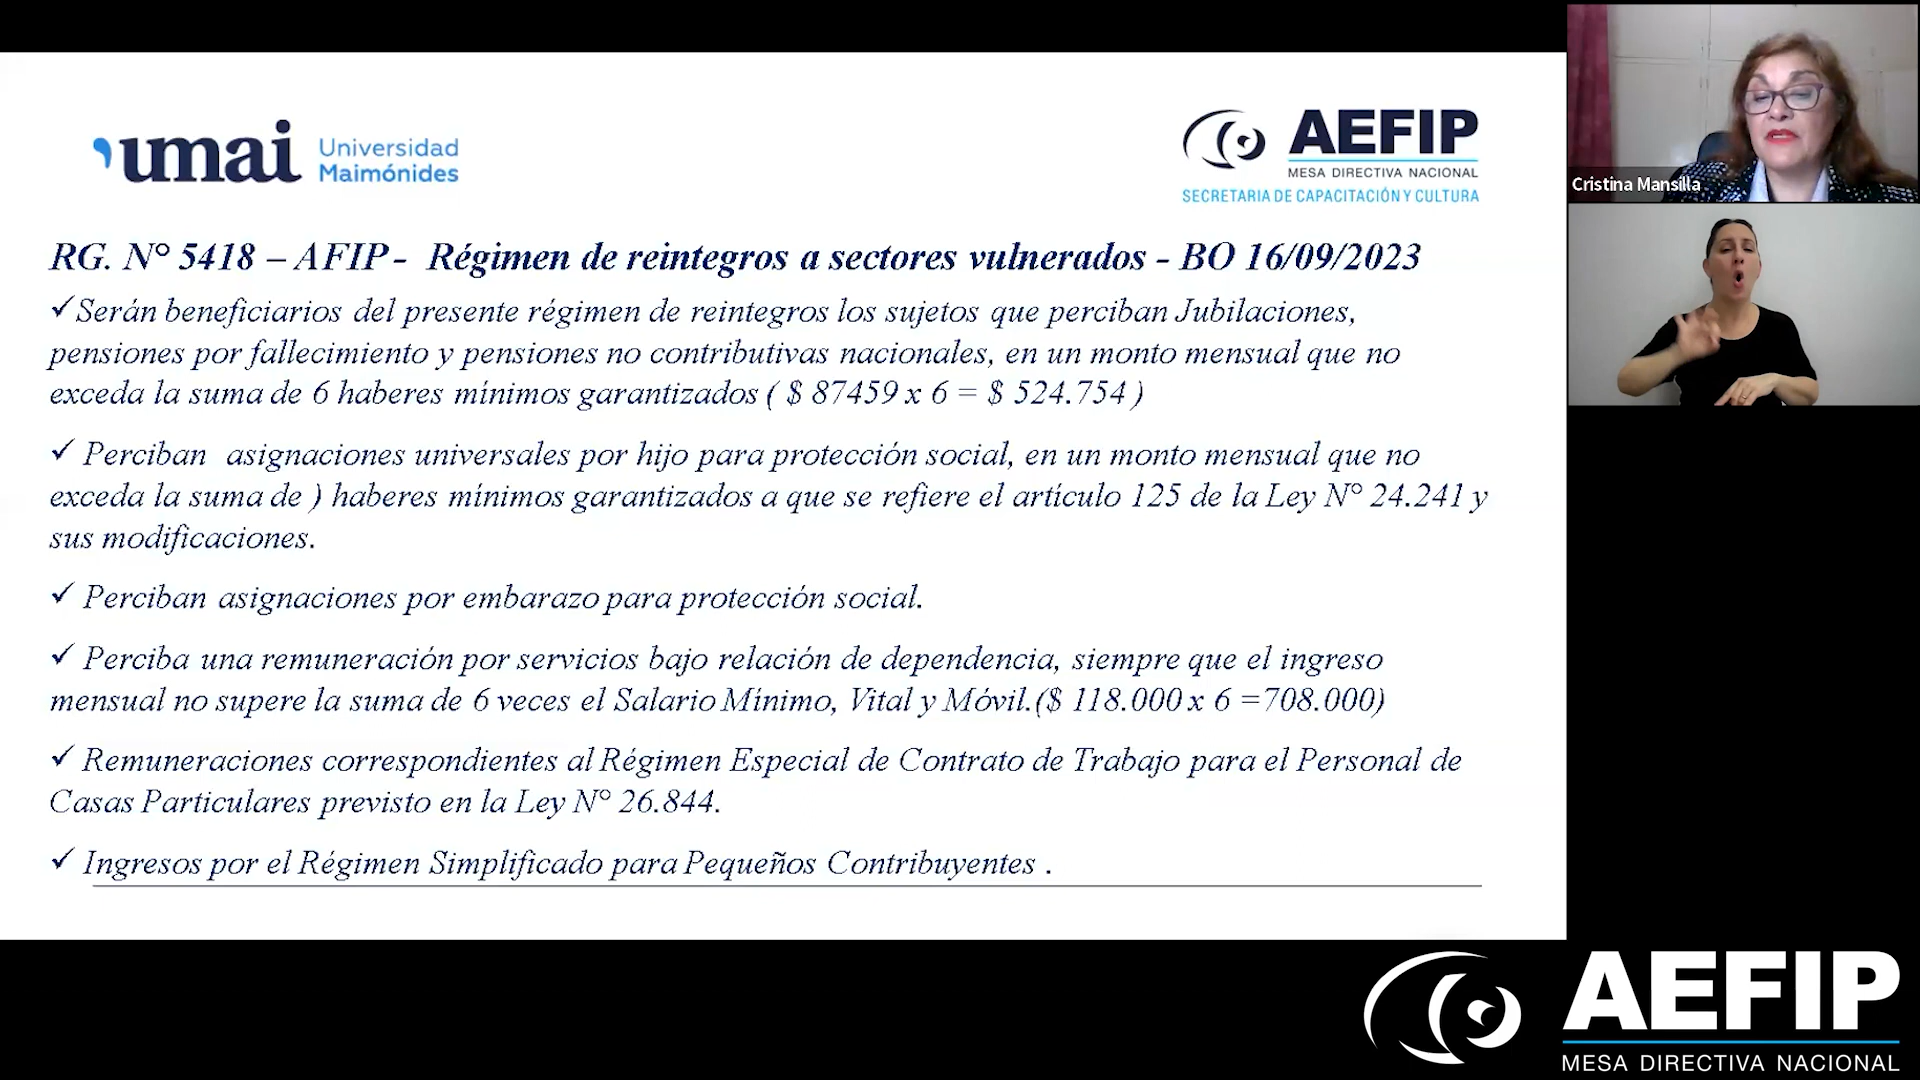 umai Universidad
Maimónides
AEFIP
MESA DIRECTIVA NACIONAL
SECRETARIA DE CAPACITACIÓN Y CULTURA
RG. N° 5418 – AFIP - Régimen de reintegros a sectores vulnerados - BO 16/09/2023
✓Serán beneficiarios del presente régimen de reintegros los sujetos que perciban Jubilaciones,
pensiones por fallecimiento y pensiones no contributivas nacionales, en un monto mensual que no
exceda la suma de 6 haberes mínimos garantizados ( $ 87459 x 6 = $ 524.754 )
✓ Perciban asignaciones universales por hijo para protección social, en un monto mensual que no
exceda la suma de ) haberes mínimos garantizados a que se refiere el artículo 125 de la Ley N° 24.241 y
sus modificaciones.
✓ Perciban asignaciones por embarazo para protección social.
✓ Perciba una remuneración por servicios bajo relación de dependencia, siempre que el ingreso
mensual no supere la suma de 6 veces el Salario Mínimo, Vital y Móvil.($ 118.000 x 6 =708.000)
✓ Remuneraciones correspondientes al Régimen Especial de Contrato de Trabajo para el Personal de
Casas Particulares previsto en la Ley N° 26.844.
✓ Ingresos por el Régimen Simplificado para Pequeños Contribuyentes .
Cristina Mansilla
AEFIP
MESA DIRECTIVA NACIONAL